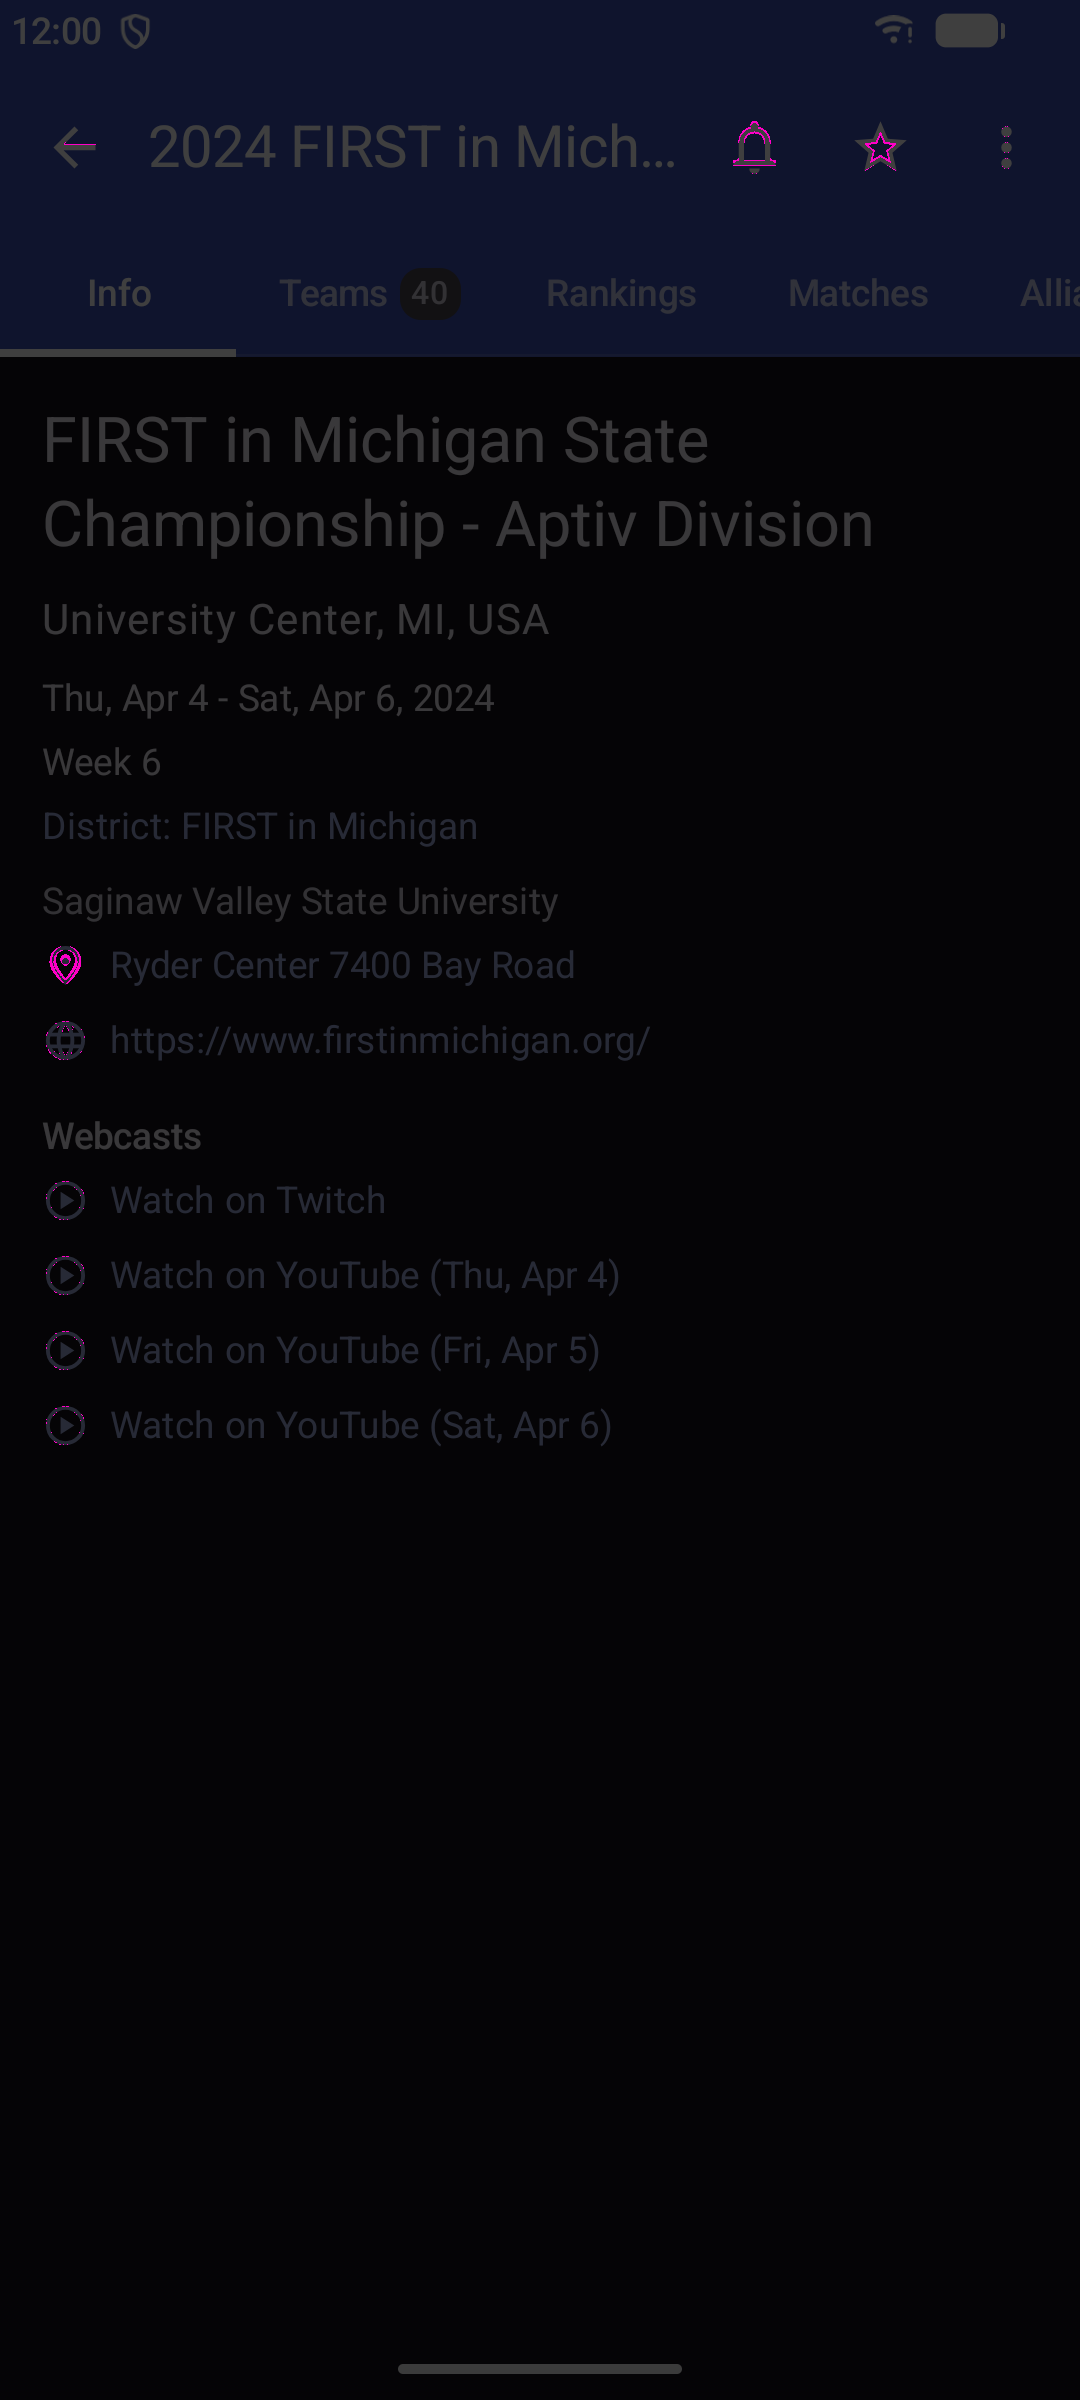 12:00
2024 FIRST in Mich...
Info Teams 40 Rankings Matches Allia
FIRST in Michigan State
Championship - Aptiv Division
University Center, MI, USA
Thu, Apr 4 - Sat, Apr 6, 2024
Week 6
District: FIRST in Michigan
Saginaw Valley State University
Ryder Center 7400 Bay Road
https://www.firstinmichigan.org/
Webcasts
Watch on Twitch
Watch on YouTube (Thu, Apr 4)
Watch on YouTube (Fri, Apr 5)
Watch on YouTube (Sat, Apr 6)